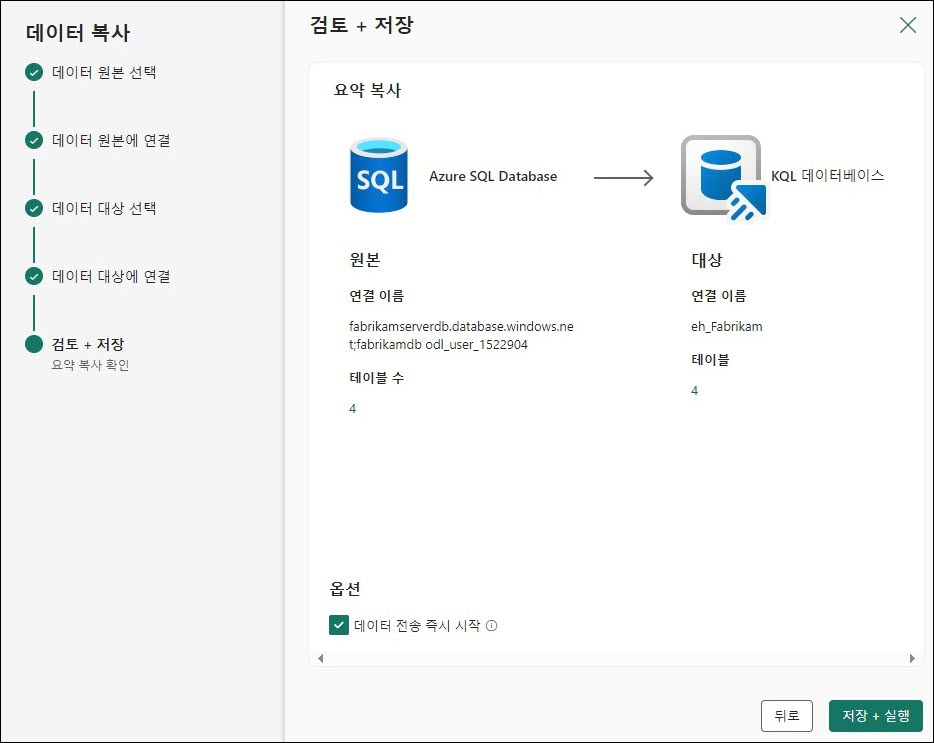 데이터 복사
데이터 원본 선택
데이터 원본에 연결
데이터 대상 선택
데이터 대상에 연결
검토 + 저장
요약 복사 확인
검토 + 저장
요약 복사
SQL
Azure SQL Database
KQL 데이터베이스
원본
연결 이름
fabrikamserverdb.database.windows.ne
t;fabrikamdb odl_user_1522904
테이블 수
4
대상
연결 이름
eh_Fabrikam
테이블
4
옵션
데이터 전송 즉시 시작
뒤로
저장 + 실행